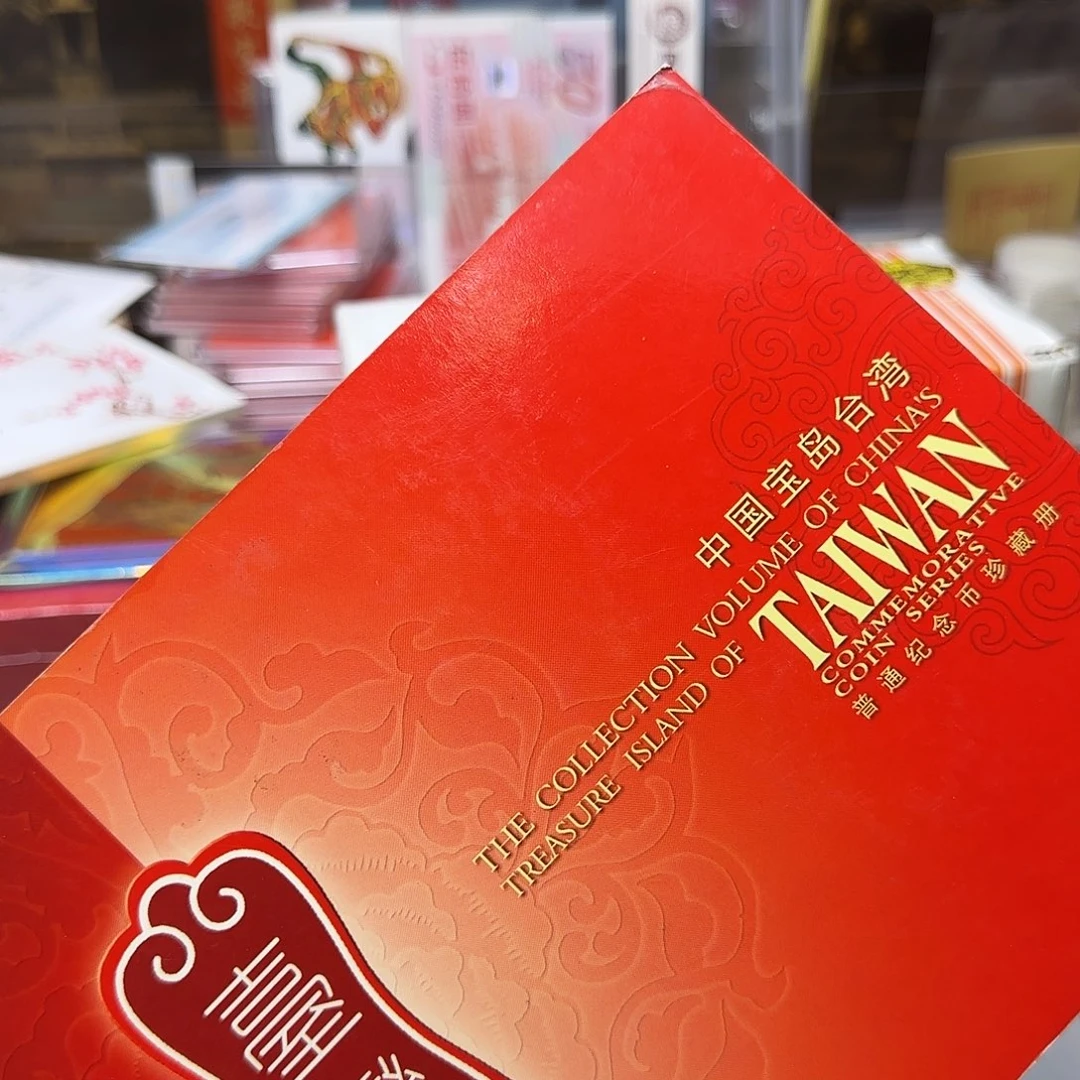 中国宝岛台湾
THE COLLECTION VOLUME OF CHINA'S
TREASURE ISLAND OF TAIWAN
COMMEMORATIVE
COIN SERIES
普通纪念币珍藏册